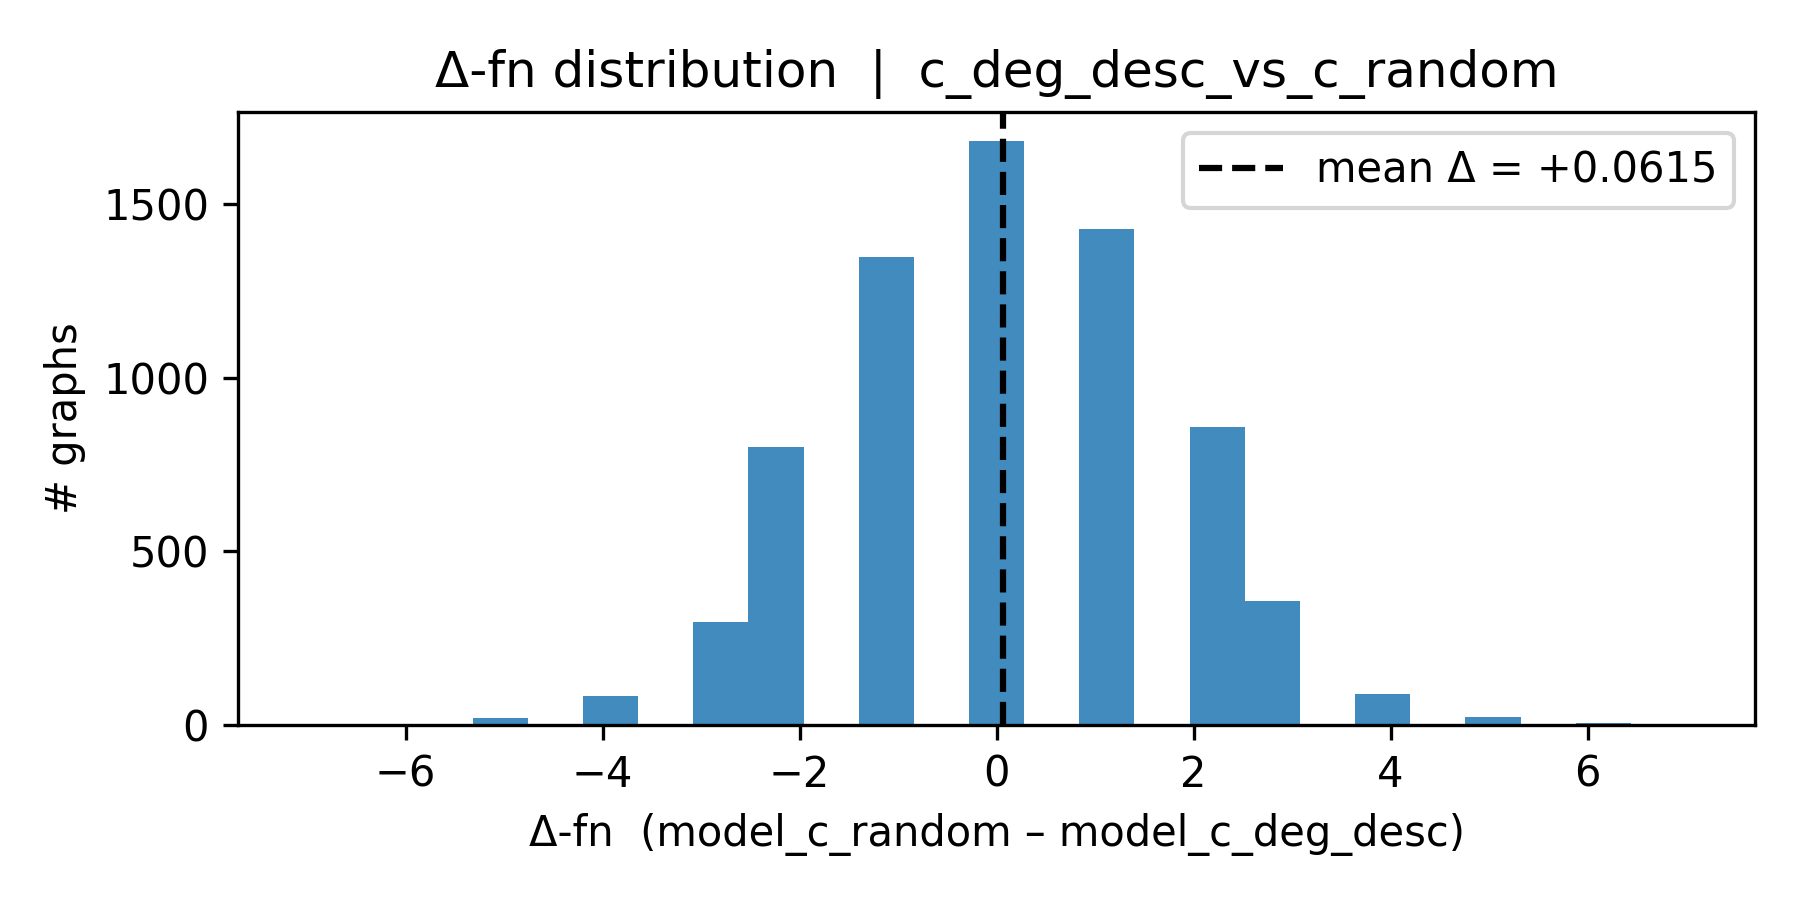 Δ-fn distribution | c_deg_desc_vs_c_random
mean Δ = +0.0615
# graphs
1500
1000
500
0
−6 −4 −2 0 2 4 6
Δ-fn (model_c_random – model_c_deg_desc)